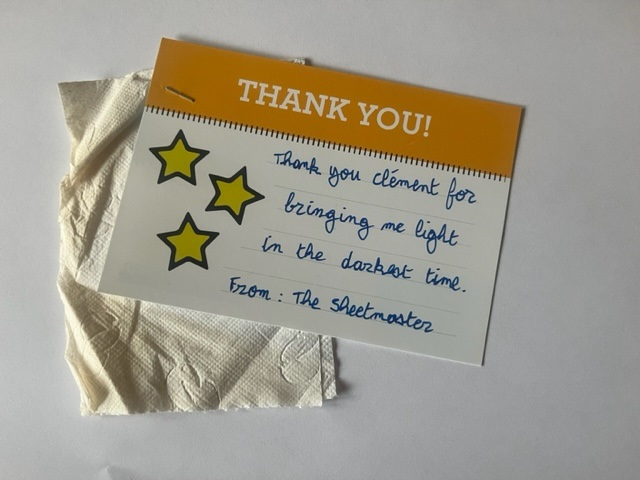 THANK YOU!
Thank you clément for
bringing me light
in the darkest time.
From : The Sheetmaster